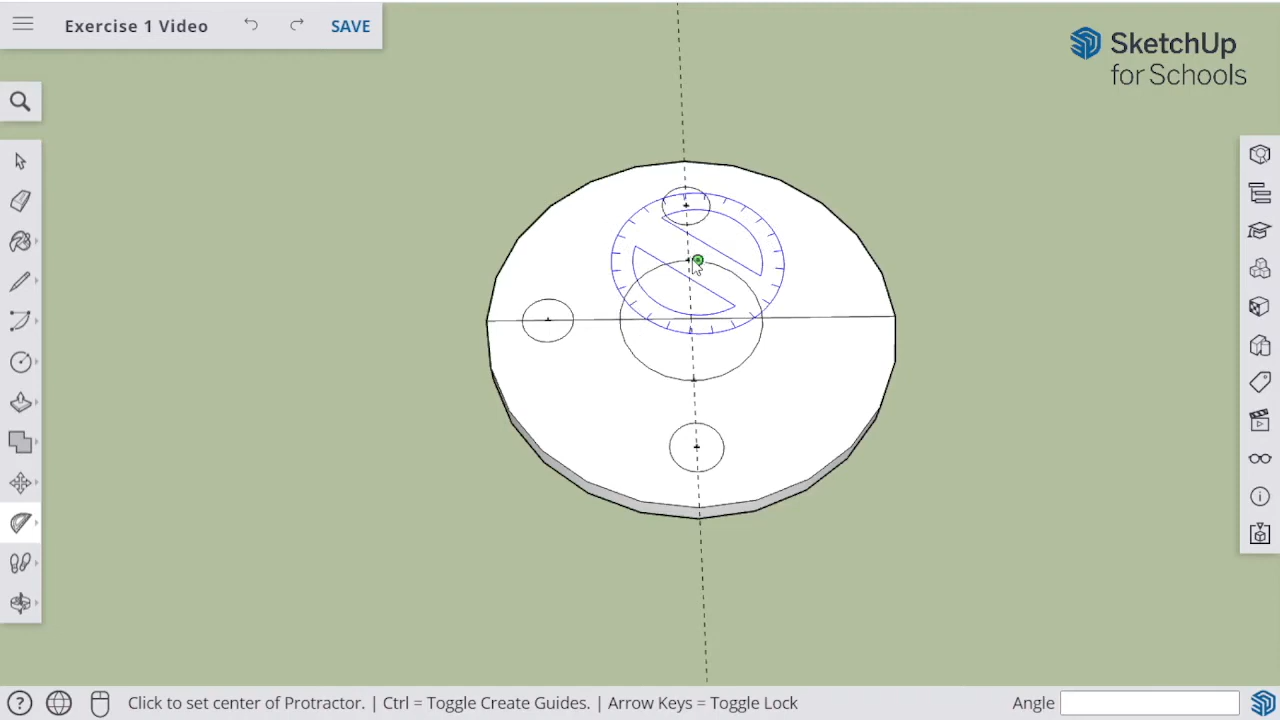 Exercise 1 Video
SAVE
SketchUp
for Schools
Click to set center of Protractor. | Ctrl = Toggle Create Guides. | Arrow Keys = Toggle Lock
Angle